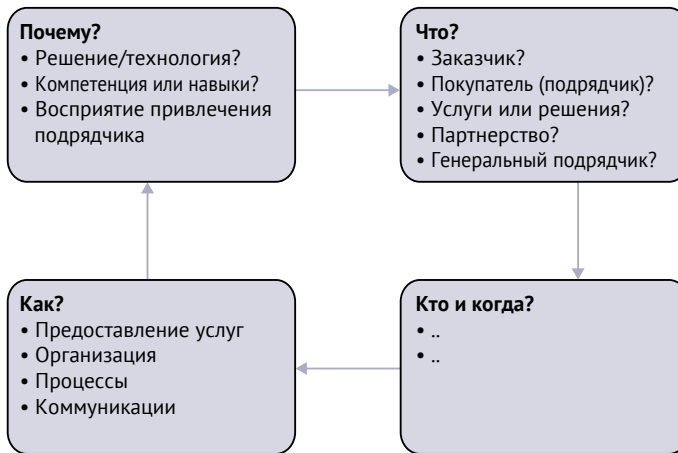 Почему?
• Решение/технология?
• Компетенция или навыки?
• Восприятие привлечения
подрядчика
Что?
• Заказчик?
• Покупатель (подрядчик)?
• Услуги или решения?
• Партнерство?
• Генеральный подрядчик?
Как?
• Предоставление услуг
• Организация
• Процессы
• Коммуникации
Кто и когда?
• ..
• ..